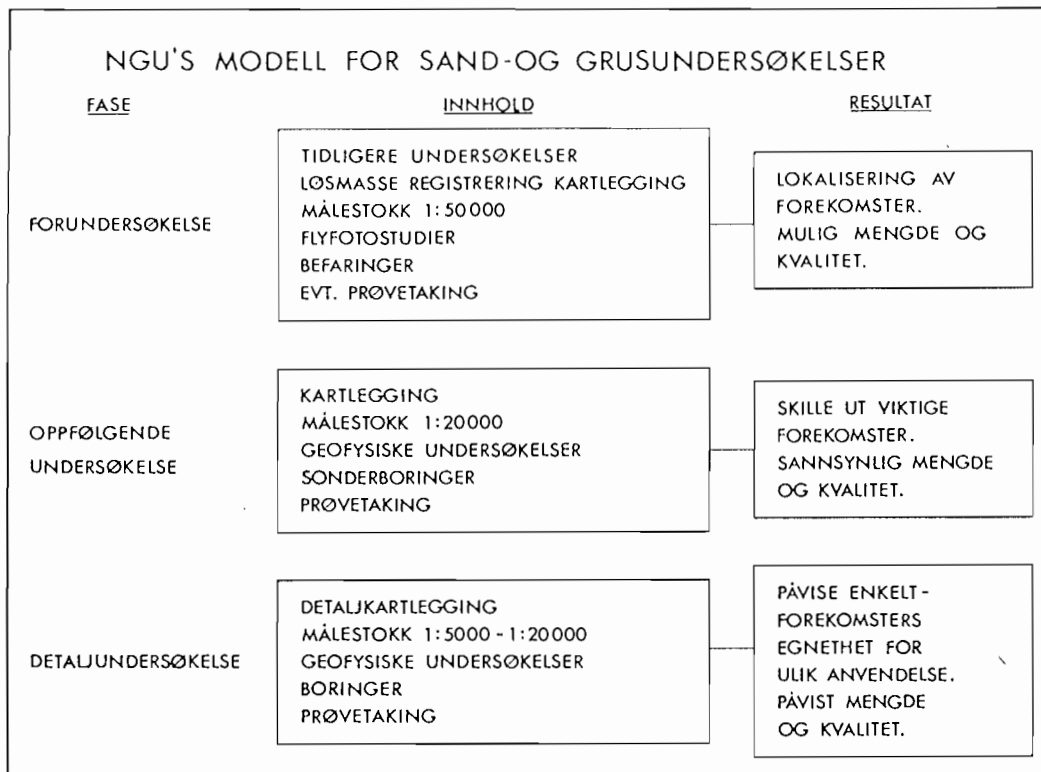 NGU'S MODELL FOR SAND-OG GRUSUNDERSØKELSER
FASE
INNHOLD
RESULTAT
FORUNDERSØKELSE
TIDLIGERE UNDERSØKELSER
LØSMASSE REGISTRERING KARTLEGGING
MÅLESTOKK 1:50000
FLYFOTOSTUDIER
BEFARINGER
EVT. PRØVETAKING
LOKALISERING AV
FOREKOMSTER.
MULIG MENGDE OG
KVALITET.
OPPFØLGENDE
UNDERSØKELSE
KARTLEGGING
MÅLESTOKK 1:20000
GEOFYSISKE UNDERSØKELSER
SONDERBORINGER
PRØVETAKING
SKILLE UT VIKTIGE
FOREKOMSTER.
SANNSYNLIG MENGDE
OG KVALITET.
DETALJUNDERSØKELSE
DETALJKARTLEGGING
MÅLESTOKK 1:5000-1:20000
GEOFYSISKE UNDERSØKELSER
BORINGER
PRØVETAKING
PÅVISE ENKELT-
FOREKOMSTERS
EGNETHET FOR
ULIK ANVENDELSE.
PÅVIST MENGDE
OG KVALITET.